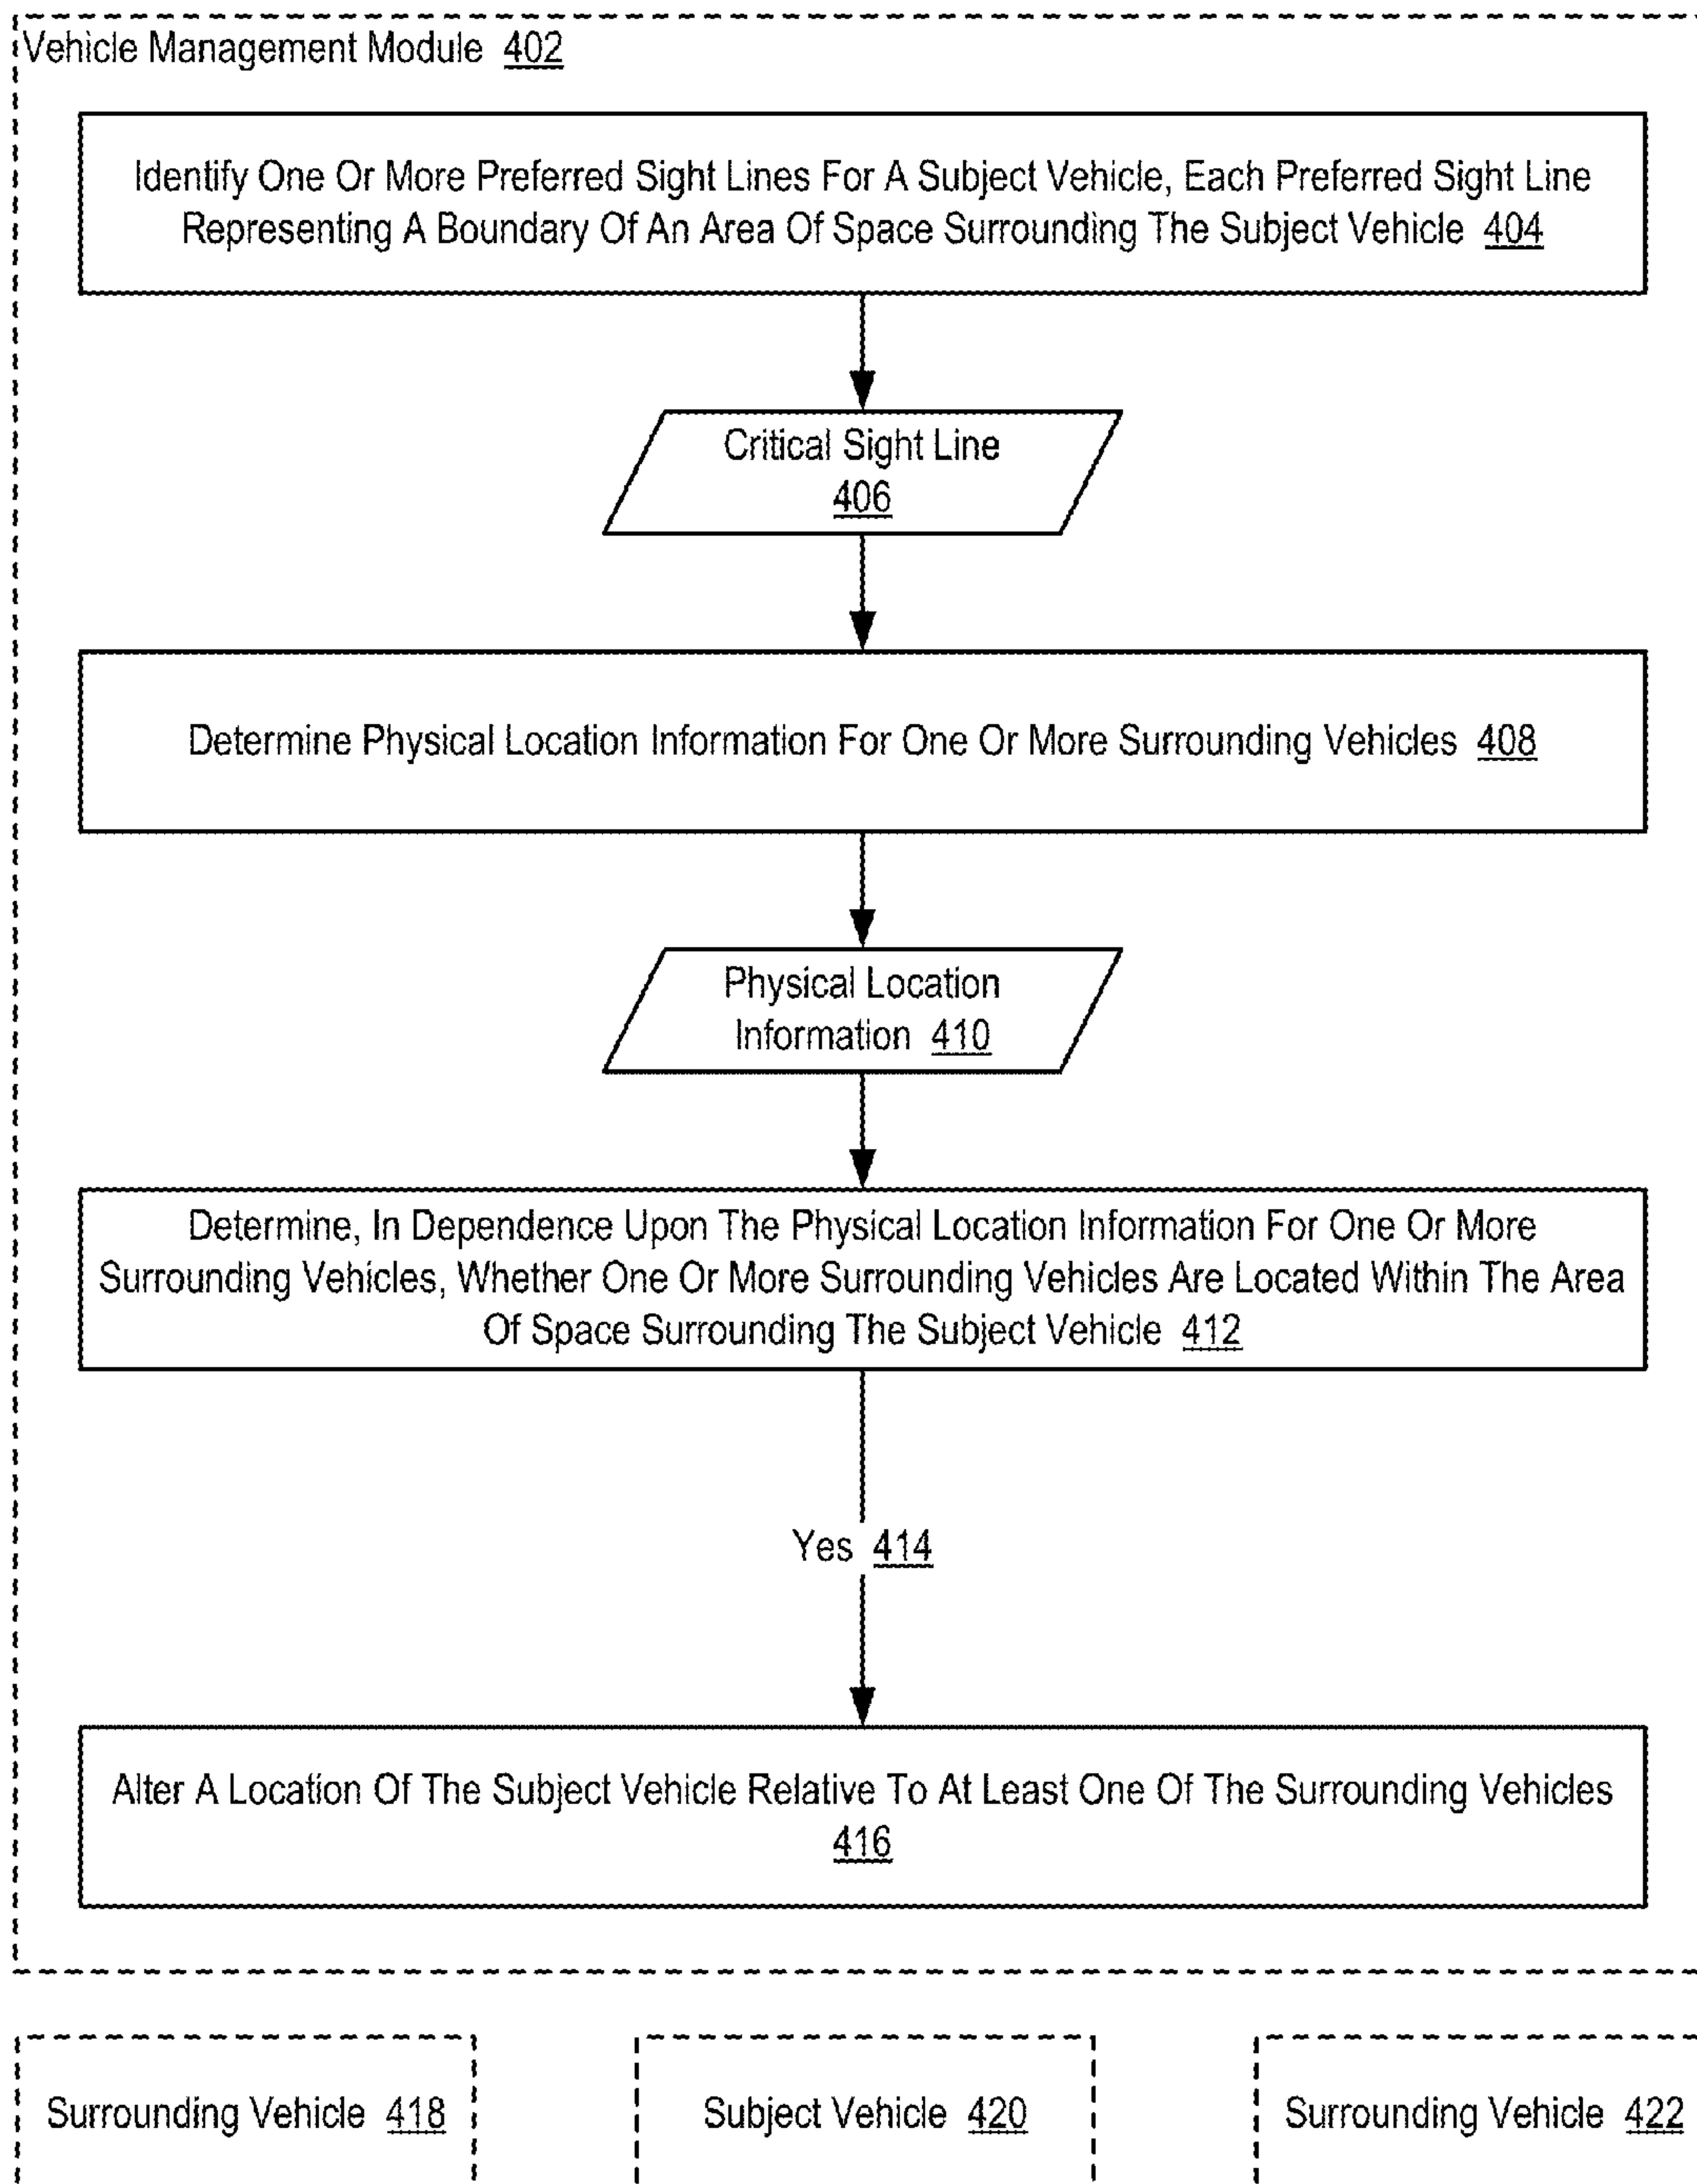 Vehicle Management Module 402
Identify One Or More Preferred Sight Lines For A Subject Vehicle, Each Preferred Sight Line
Representing A Boundary Of An Area Of Space Surrounding The Subject Vehicle 404
Critical Sight Line
406
Determine Physical Location Information For One Or More Surrounding Vehicles 408
Physical Location
Information 410
Determine, In Dependence Upon The Physical Location Information For One Or More
Surrounding Vehicles, Whether One Or More Surrounding Vehicles Are Located Within The Area
Of Space Surrounding The Subject Vehicle 412
Yes 414
Alter A Location Of The Subject Vehicle Relative To At Least One Of The Surrounding Vehicles
416
Surrounding Vehicle 418
Subject Vehicle 420
Surrounding Vehicle 422